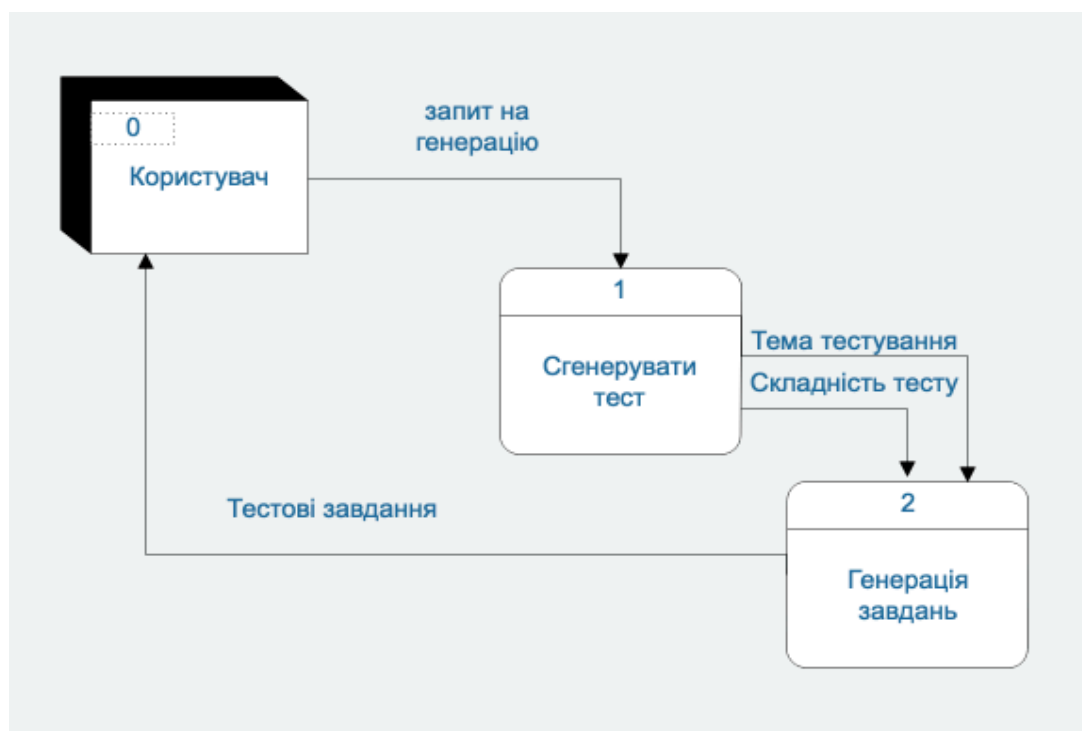 0
Користувач
запит на
генерацію
1
Сгенерувати
тест
Тема тестування
Складність тесту
Тестові завдання
2
Генерація
завдань